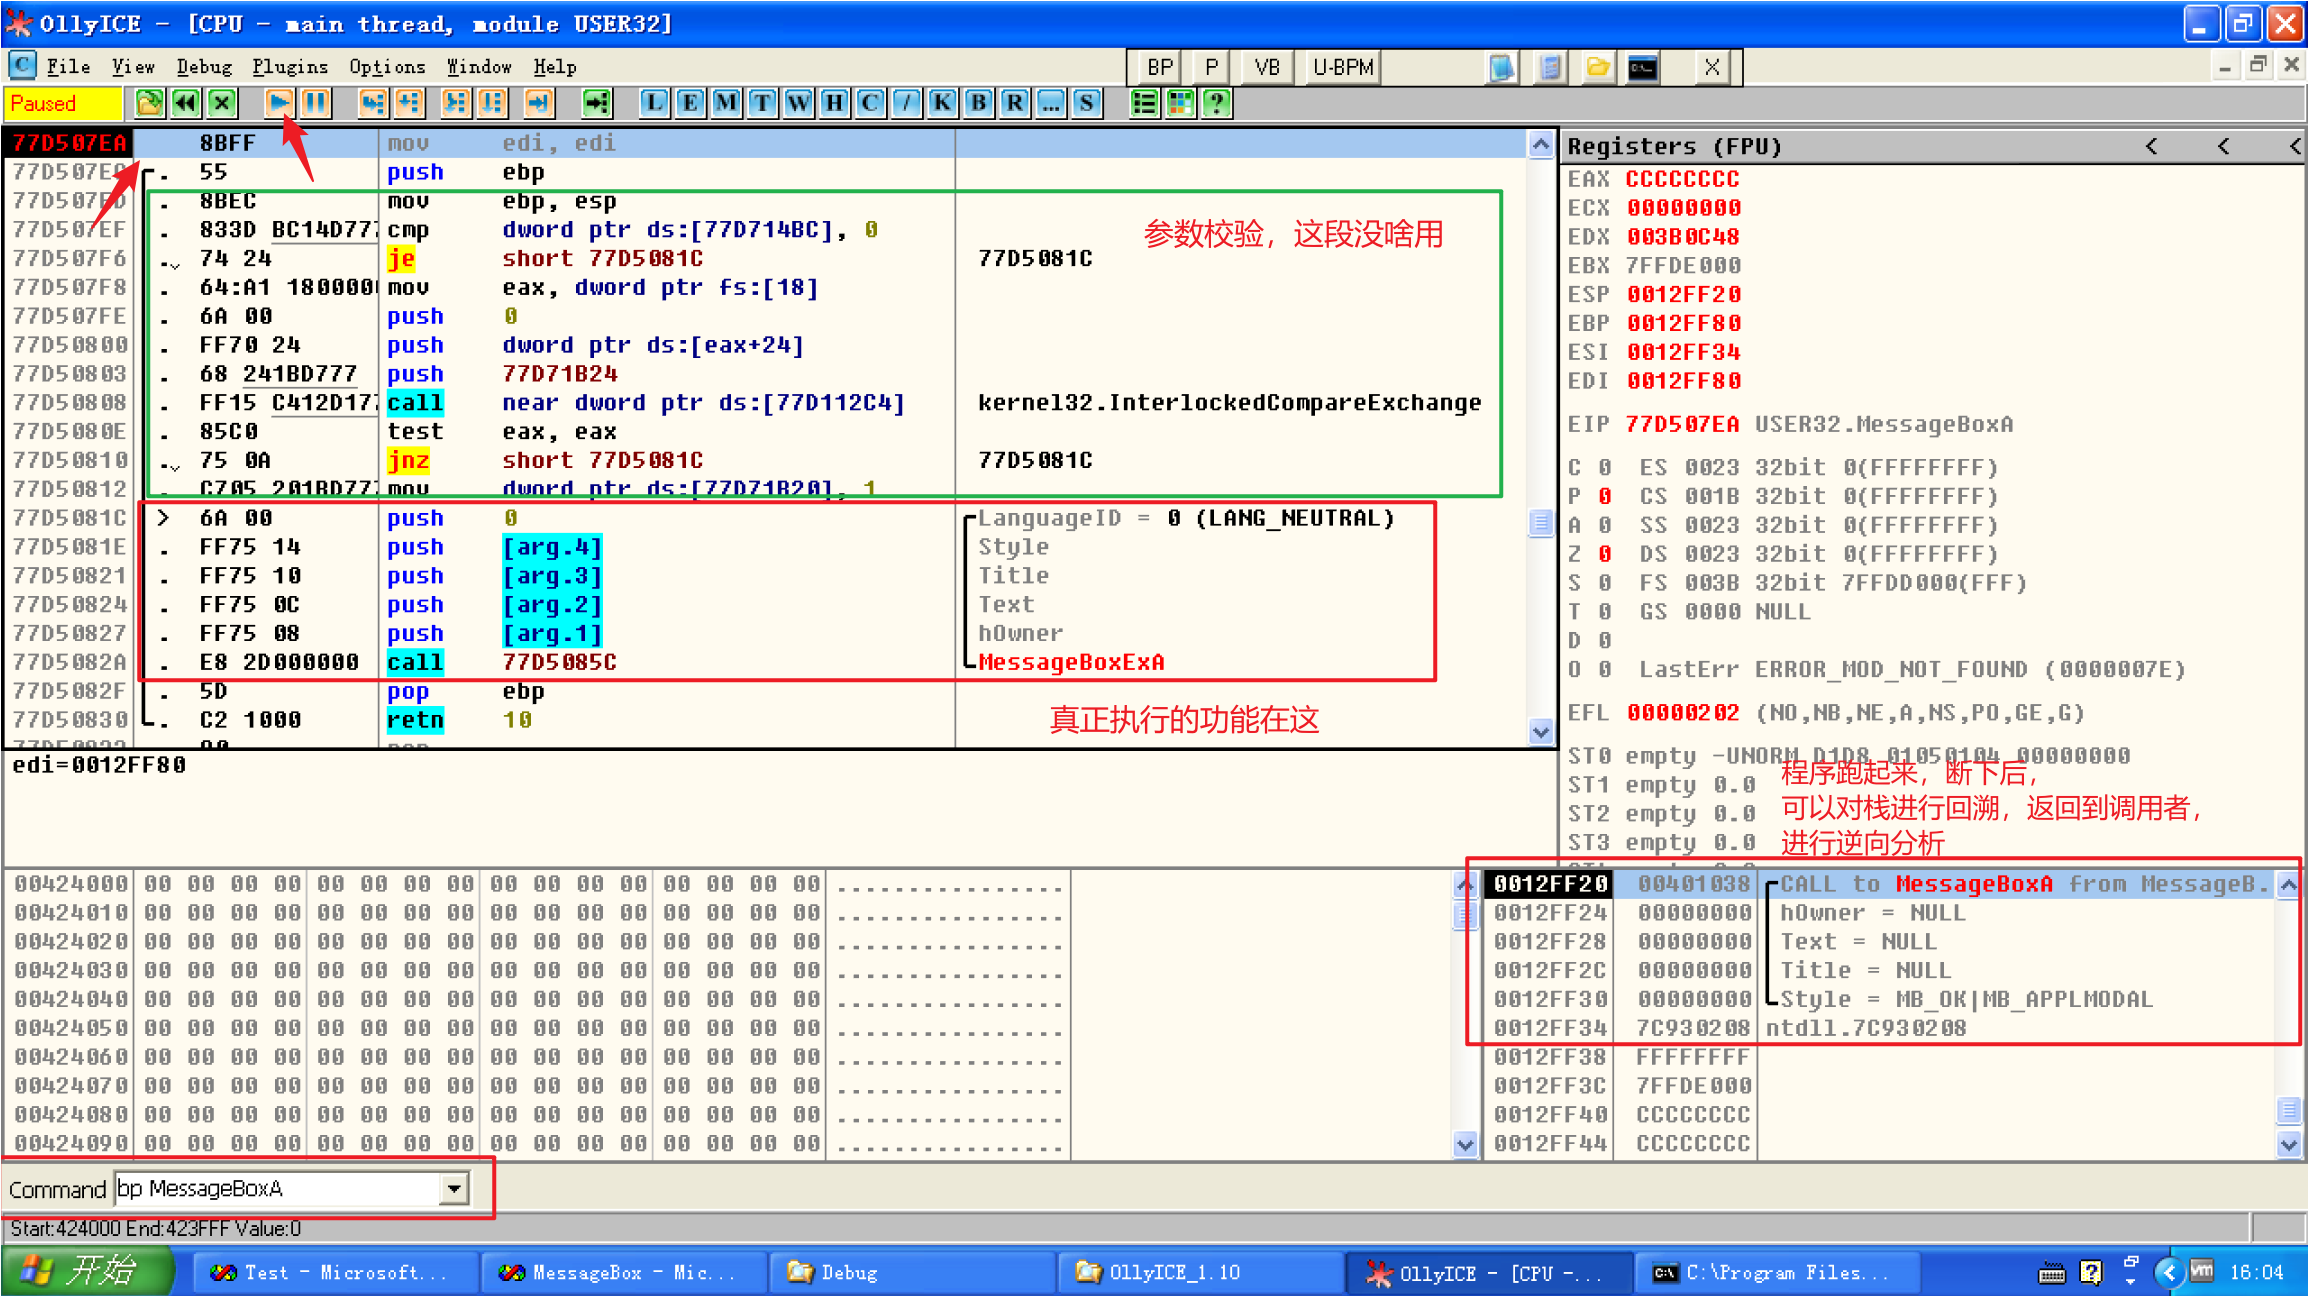 OllyICE - [CPU - main thread, module USER32]
C File View Debug Plugins Options Window Help BP P VB U-BPM X
Paused L E M T W H C / K B R ... S ?
77D507EA 8BFF mov edi, edi
55 push ebp
8BEC mov ebp, esp
77D507EF . 833D BC14D777 cmp dword ptr ds:[77D714BC], 0
参数校验，这段没啥用
77D507F6 . 74 24 je short 77D5081C 77D5081C
77D507F8 . 64:A1 1800000 mov eax, dword ptr fs:[18]
77D507FE . 6A 00 push 0
77D50800 . FF70 24 push dword ptr ds:[eax+24]
77D50803 . 68 241BD777 push 77D71B24
77D50808 . FF15 C412D177 call near dword ptr ds:[77D112C4] kernel32.InterlockedCompareExchange
77D5080E . 85C0 test eax, eax
77D50810 . 75 0A jnz short 77D5081C 77D5081C
77D50812 . C705 201BD777 mov dword ptr ds:[77D71B20], 1
77D5081C > 6A 00 push 0 LanguageID = 0 (LANG_NEUTRAL)
77D5081E . FF75 14 push [arg.4] Style
77D50821 . FF75 10 push [arg.3] Title
77D50824 . FF75 0C push [arg.2] Text
77D50827 . FF75 08 push [arg.1] hOwner
77D5082A . E8 2D000000 call 77D5085C MessageBoxExA
77D5082F . 5D pop ebp
77D50830 . C2 1000 retn 10
真正执行的功能在这
edi=0012FF80
Registers (FPU) < < <
EAX CCCCCCCC
ECX 00000000
EDX 003B0C48
EBX 7FFDE000
ESP 0012FF20
EBP 0012FF80
ESI 0012FF34
EDI 0012FF80
EIP 77D507EA USER32.MessageBoxA
C 0 ES 0023 32bit 0(FFFFFFFF)
P 0 CS 001B 32bit 0(FFFFFFFF)
A 0 SS 0023 32bit 0(FFFFFFFF)
Z 0 DS 0023 32bit 0(FFFFFFFF)
S 0 FS 003B 32bit 7FFDD000(FFF)
T 0 GS 0000 NULL
D 0
O 0 LastErr ERROR_MOD_NOT_FOUND (0000007E)
EFL 00000202 (NO,NB,NE,A,NS,PO,GE,G)
ST0 empty -UNORM D1D8 01050104 00000000
ST1 empty 0.0
ST2 empty 0.0
ST3 empty 0.0
程序跑起来，断下后，
可以对栈进行回溯，返回到调用者，
进行逆向分析
00424000 00 00 00 00 00 00 00 00 00 00 00 00 00 00 00 00 ................
00424010 00 00 00 00 00 00 00 00 00 00 00 00 00 00 00 00 ................
00424020 00 00 00 00 00 00 00 00 00 00 00 00 00 00 00 00 ................
00424030 00 00 00 00 00 00 00 00 00 00 00 00 00 00 00 00 ................
00424040 00 00 00 00 00 00 00 00 00 00 00 00 00 00 00 00 ................
00424050 00 00 00 00 00 00 00 00 00 00 00 00 00 00 00 00 ................
00424060 00 00 00 00 00 00 00 00 00 00 00 00 00 00 00 00 ................
00424070 00 00 00 00 00 00 00 00 00 00 00 00 00 00 00 00 ................
00424080 00 00 00 00 00 00 00 00 00 00 00 00 00 00 00 00 ................
00424090 00 00 00 00 00 00 00 00 00 00 00 00 00 00 00 00 ................
0012FF20 00401038 CALL to MessageBoxA from MessageB.
0012FF24 00000000 hOwner = NULL
0012FF28 00000000 Text = NULL
0012FF2C 00000000 Title = NULL
0012FF30 00000000 Style = MB_OK|MB_APPLMODAL
0012FF34 7C930208 ntdll.7C930208
0012FF38 FFFFFFFF
0012FF3C 7FFDE000
0012FF40 CCCCCCCC
0012FF44 CCCCCCCC
Command bp MessageBoxA
Start:424000 End:423FFF Value:0
开始 Test - Microsoft... MessageBox - Mic... Debug OllyICE_1.10 OllyICE - [CPU -... C:\Program Files... 16:04